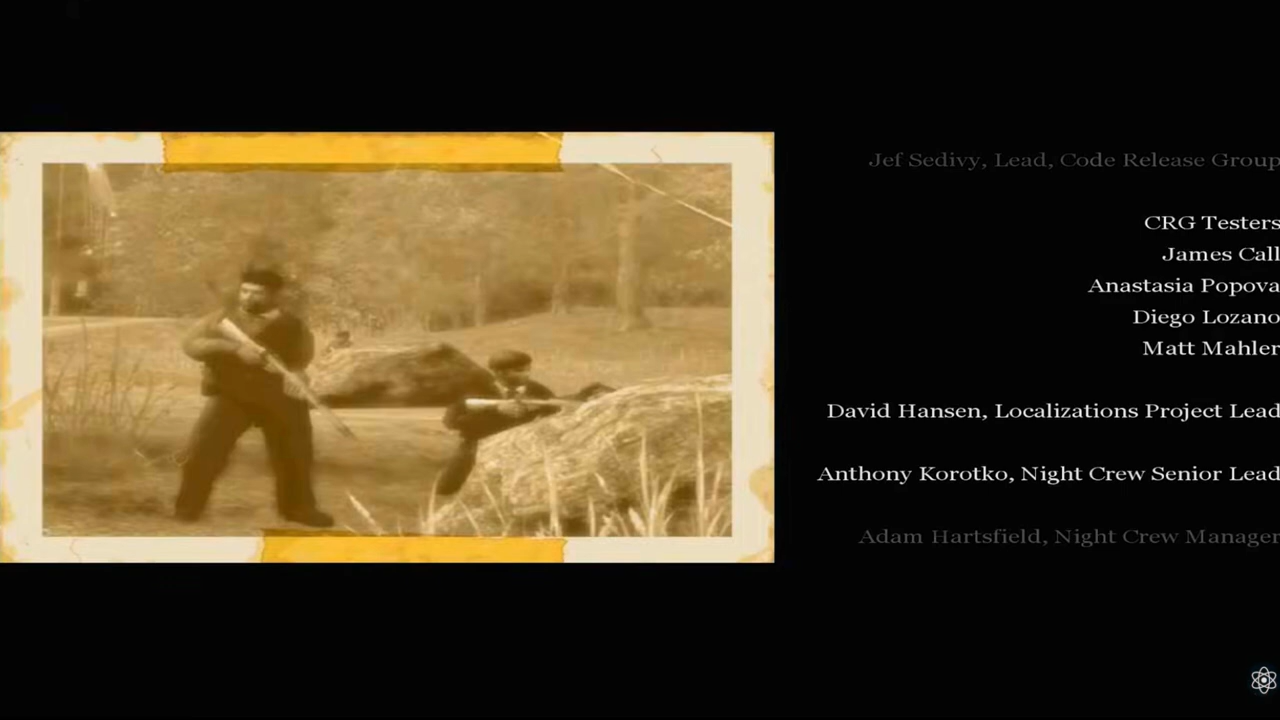 Jef Sedivy, Lead, Code Release Group
CRG Testers
James Call
Anastasia Popova
Diego Lozano
Matt Mahler
David Hansen, Localizations Project Lead
Anthony Korotko, Night Crew Senior Lead
Adam Hartsfield, Night Crew Manager